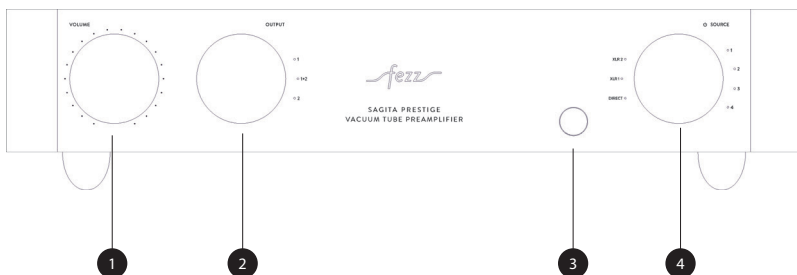 VOLUME
OUTPUT
1
1+2
2
fezz
SAGITA PRESTIGE
VACUUM TUBE PREAMPLIFIER
SOURCE
XLR 2
XLR 1
DIRECT
1
2
3
4
1
2
3
4